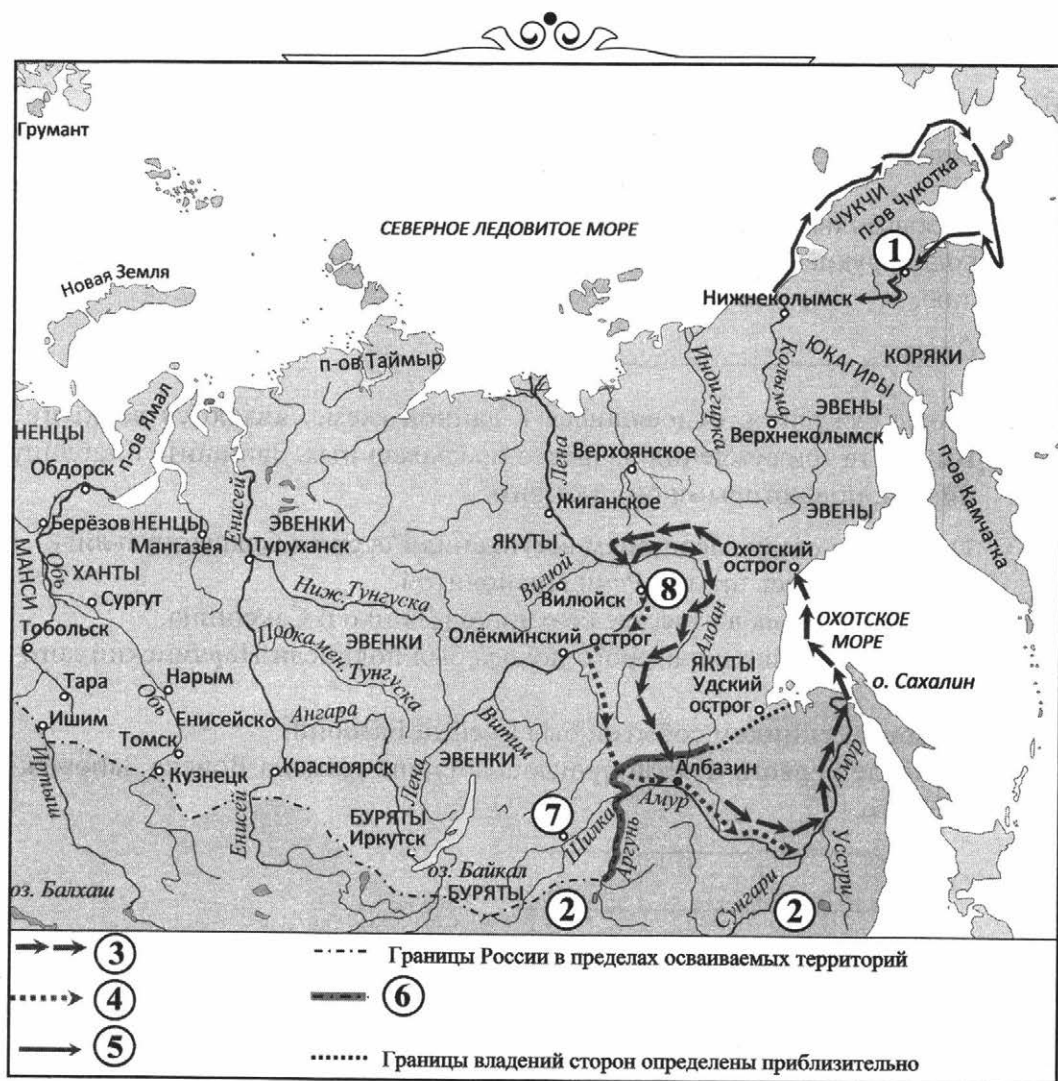 Грумант
СЕВЕРНОЕ ЛЕДОВИТОЕ МОРЕ
ЧУКЧИ
п-ов Чукотка
1
Новая Земля
Нижнеколымск
п-ов Таймыр
п-ов Ямал
Индигирка
Колыма
ЮКАГИРЫ
КОРЯКИ
НЕНЦЫ
ЭВЕНЫ
Верхнеколымск
Обдорск
Лена
Верхоянское
п-ов Камчатка
Берёзов
НЕНЦЫ
Мангазея
Енисей
ЭВЕНКИ
Туруханск
Жиганское
ЭВЕНЫ
МАНСИ
Обь
ХАНТЫ
Сургут
ЯКУТЫ
Охотский
острог
Ниж. Тунгуска
Вилюй
Вилюйск
8
Алдан
ОХОТСКОЕ
МОРЕ
Тобольск
Подкамен. Тунгуска
ЭВЕНКИ
Олёкминский острог
ЯКУТЫ
Удский
острог
о. Сахалин
Тара
Нарым
Обь
Ишим
Енисейск
Ангара
Витим
Томск
ЭВЕНКИ
Кузнецк
Красноярск
Лена
Албазин
Амур
Амур
Иртыш
Енисей
БУРЯТЫ
Иркутск
7
Шилка
Аргунь
Уссури
оз. Балхаш
оз. Байкал
БУРЯТЫ
2
Сунгари
2
3
Границы России в пределах осваиваемых территорий
4
6
5
Границы владений сторон определены приблизительно